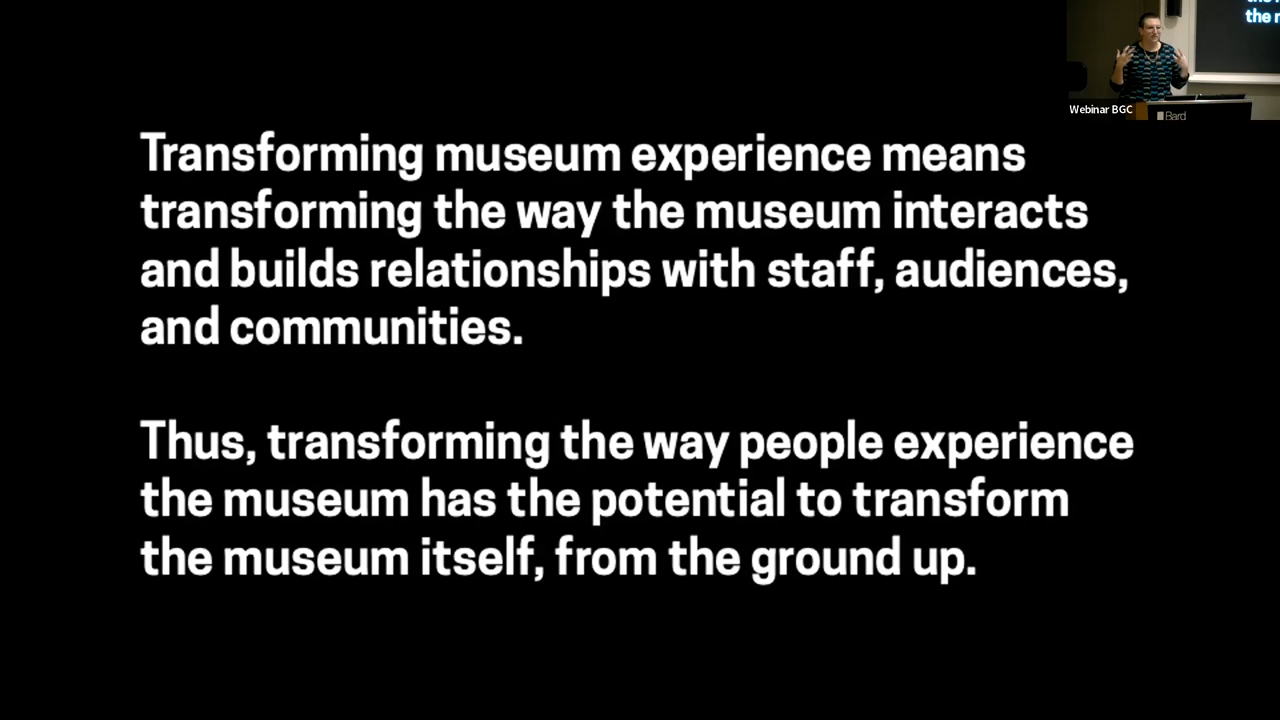 the m
Webinar BGC
Bard
Transforming museum experience means
transforming the way the museum interacts
and builds relationships with staff, audiences,
and communities.
Thus, transforming the way people experience
the museum has the potential to transform
the museum itself, from the ground up.